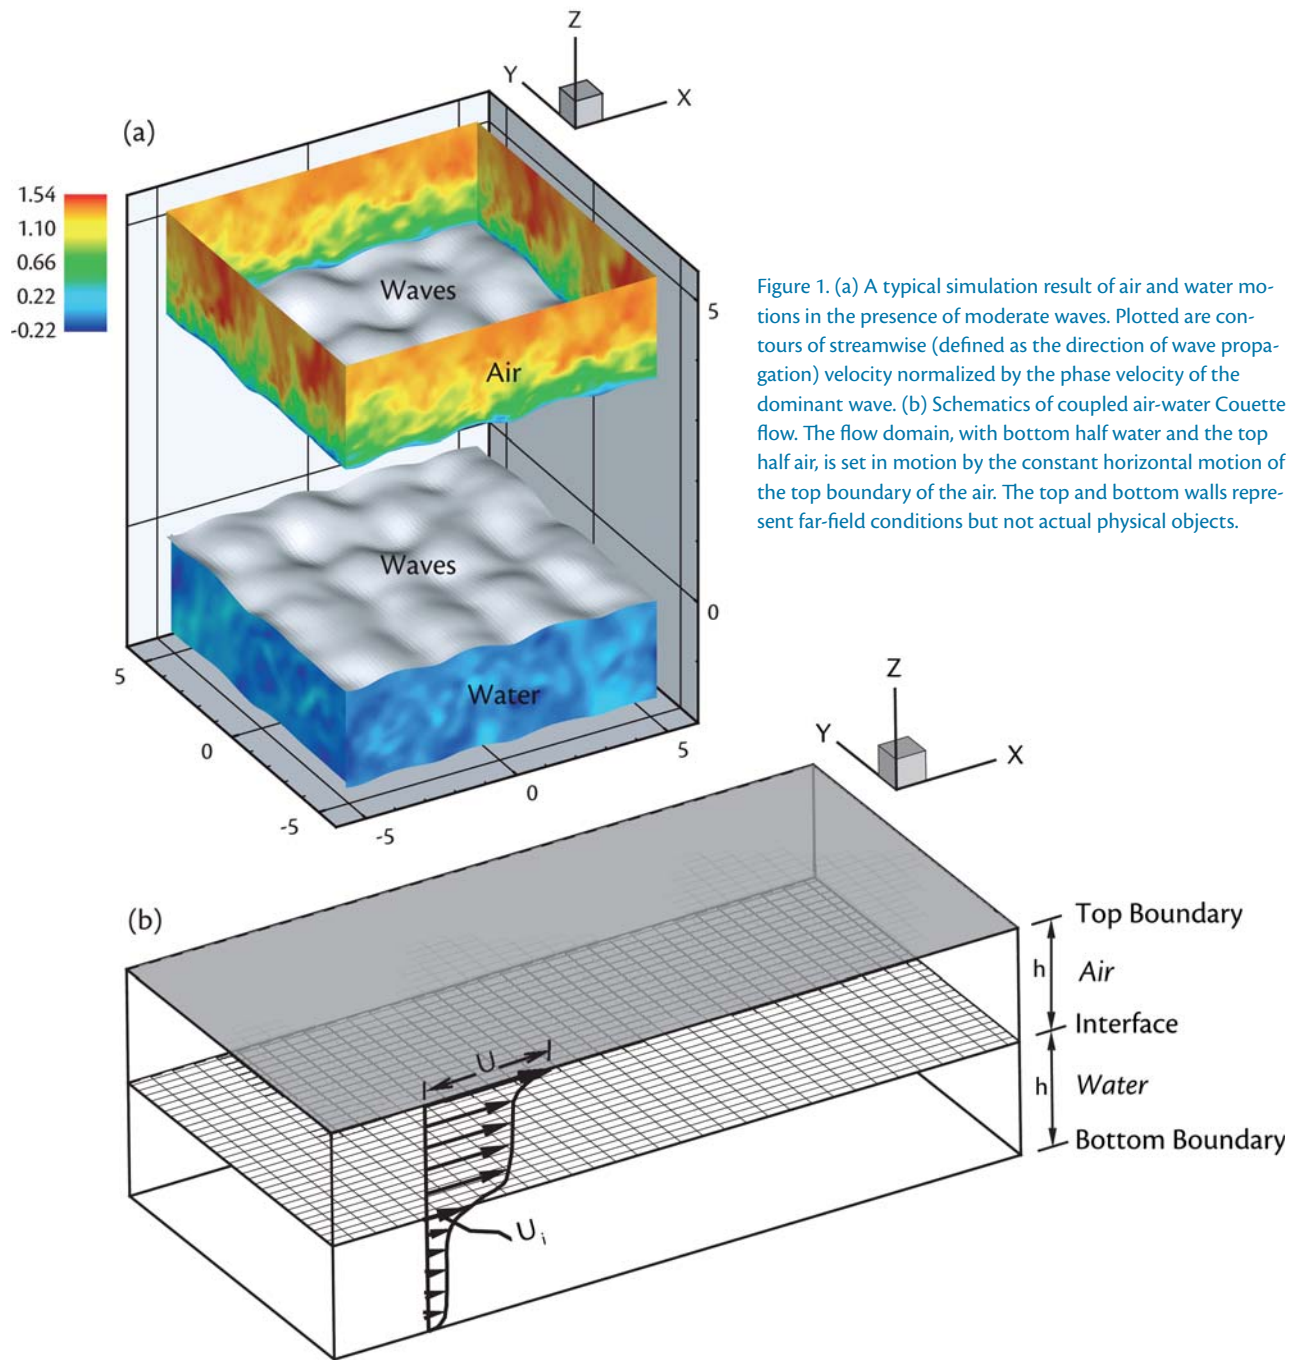 Z
Y
X
(a)
1.54
1.10
0.66
0.22
-0.22
Waves
Air
5
Waves
0
Water
5
0
-5
-5
0
5
Figure 1. (a) A typical simulation result of air and water mo-
tions in the presence of moderate waves. Plotted are con-
tours of streamwise (defined as the direction of wave propa-
gation) velocity normalized by the phase velocity of the
dominant wave. (b) Schematics of coupled air-water Couette
flow. The flow domain, with bottom half water and the top
half air, is set in motion by the constant horizontal motion of
the top boundary of the air. The top and bottom walls repre-
sent far-field conditions but not actual physical objects.
Z
Y
X
(b)
Top Boundary
h Air
Interface
h Water
Bottom Boundary
U
Ui